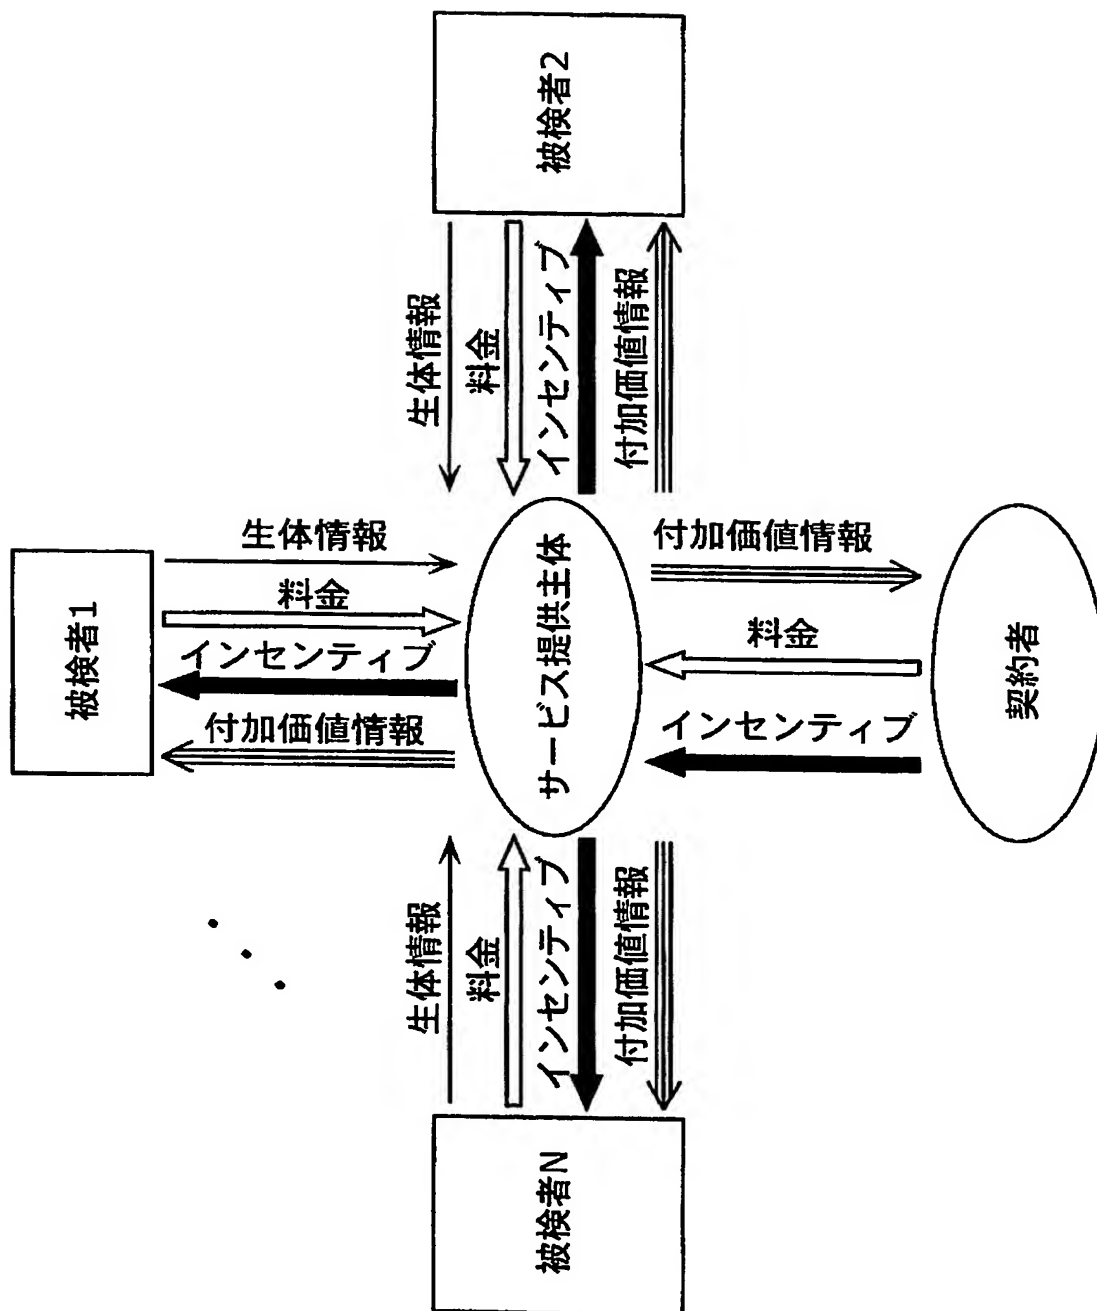 被検者2
生体情報
料金
インセンティブ
付加価値情報
被検者1
生体情報
料金
インセンティブ
付加価値情報
サービス提供主体
付加価値情報
料金
インセンティブ
契約者
生体情報
料金
インセンティブ
付加価値情報
被検者N